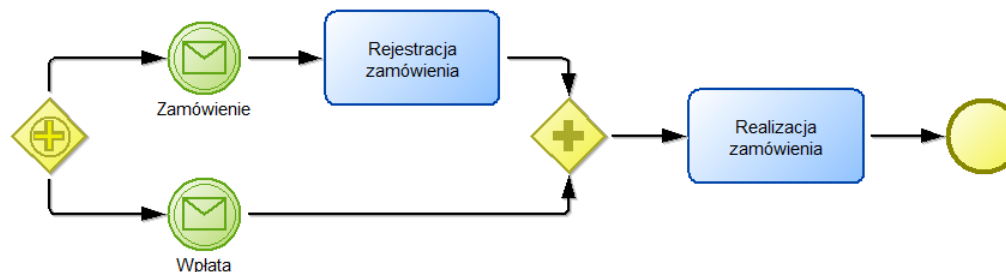 Rejestracja
zamówienia
Zamówienie
Realizacja
zamówienia
Wpłata